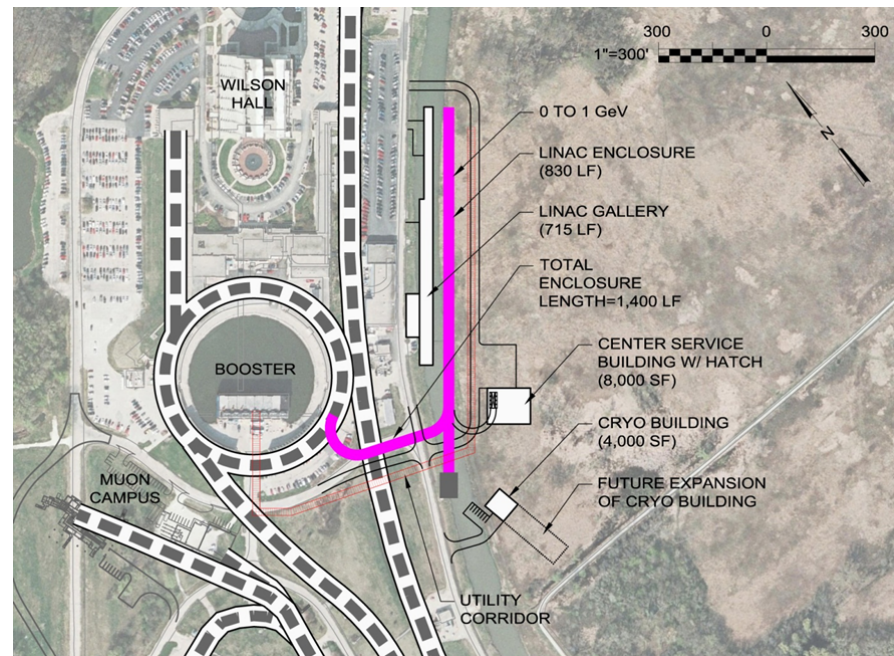 300 0 300
1"=300'
WILSON
HALL
N
0 TO 1 GeV
LINAC ENCLOSURE
(830 LF)
LINAC GALLERY
(715 LF)
TOTAL
ENCLOSURE
LENGTH=1,400 LF
BOOSTER
CENTER SERVICE
BUILDING W/ HATCH
(8,000 SF)
CRYO BUILDING
(4,000 SF)
MUON
CAMPUS
FUTURE EXPANSION
OF CRYO BUILDING
UTILITY
CORRIDOR